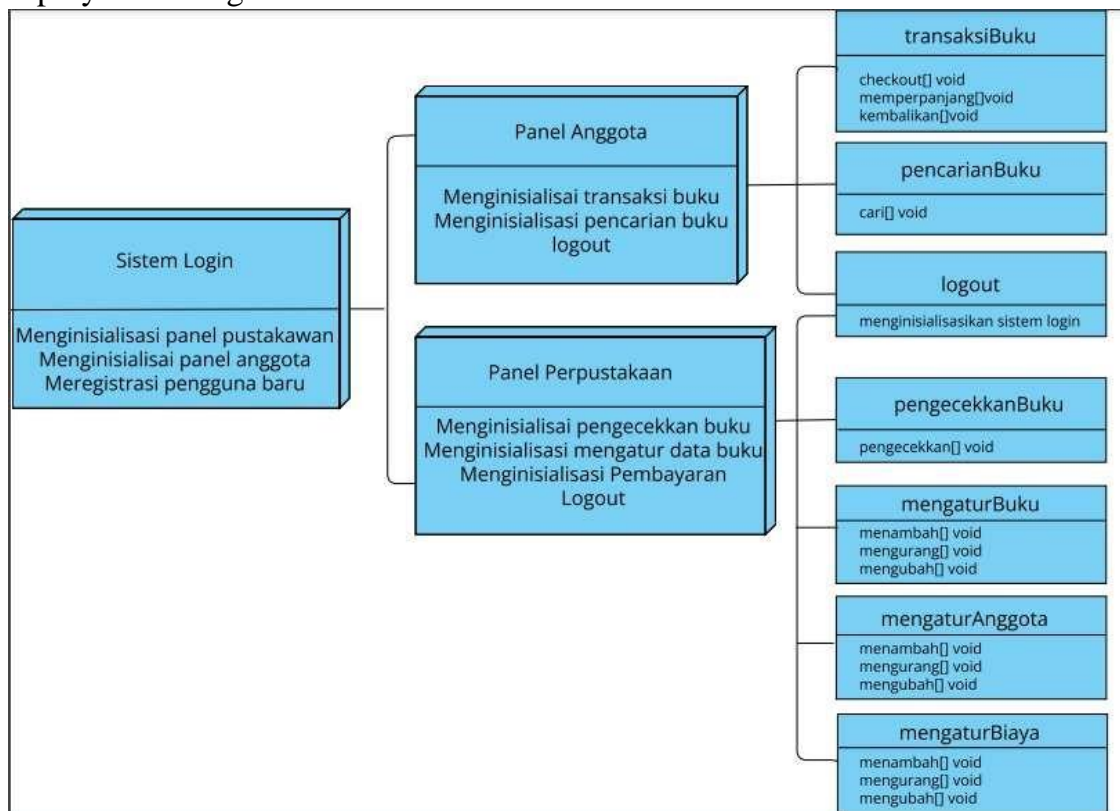 Sistem Login
Menginisialisasi panel pustakawan
Menginisialisai panel anggota
Meregistrasi pengguna baru
Panel Anggota
Menginisialisai transaksi buku
Menginisialisasi pencarian buku
logout
Panel Perpustakaan
Menginisialisai pengecekkan buku
Menginisialisasi mengatur data buku
Menginisialisasi Pembayaran
Logout
transaksiBuku
checkout[] void
memperpanjang[]void
kembalikan[]void
pencarianBuku
cari[] void
logout
menginisialisasikan sistem login
pengecekkanBuku
pengecekkan[] void
mengaturBuku
menambah[] void
mengurang[] void
mengubah[] void
mengaturAnggota
menambah[] void
mengurang[] void
mengubah[] void
mengaturBiaya
menambah[] void
mengurang[] void
mengubah[] void